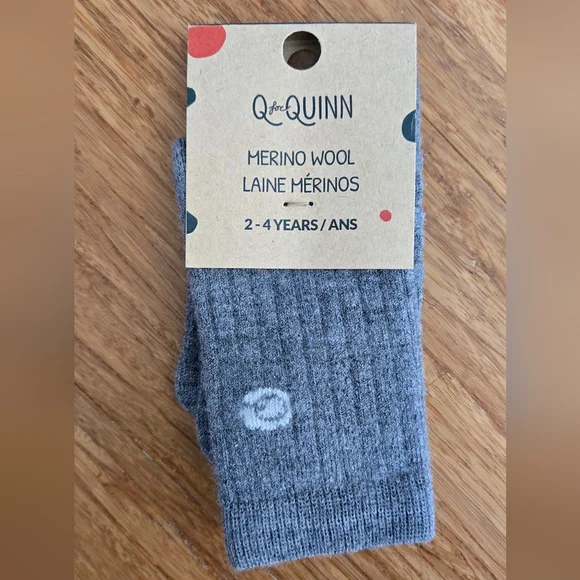 Q for QUINN
MERINO WOOL
LAINE MÉRINOS
2 - 4 YEARS / ANS